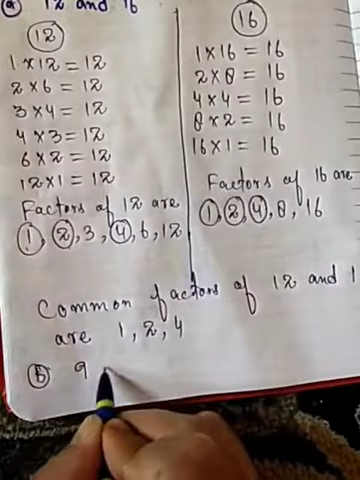 ⓐ 12 and 16
12
1 × 12 = 12
2 × 6 = 12
3 × 4 = 12
4 × 3 = 12
6 × 2 = 12
12 × 1 = 12
Factors of 12 are
1, 2, 3, 4, 6, 12
16
1 × 16 = 16
2 × 8 = 16
4 × 4 = 16
8 × 2 = 16
16 × 1 = 16
Factors of 16 are
1, 2, 4, 8, 16
Common factors of 12 and 1
are 1, 2, 4
ⓑ 9